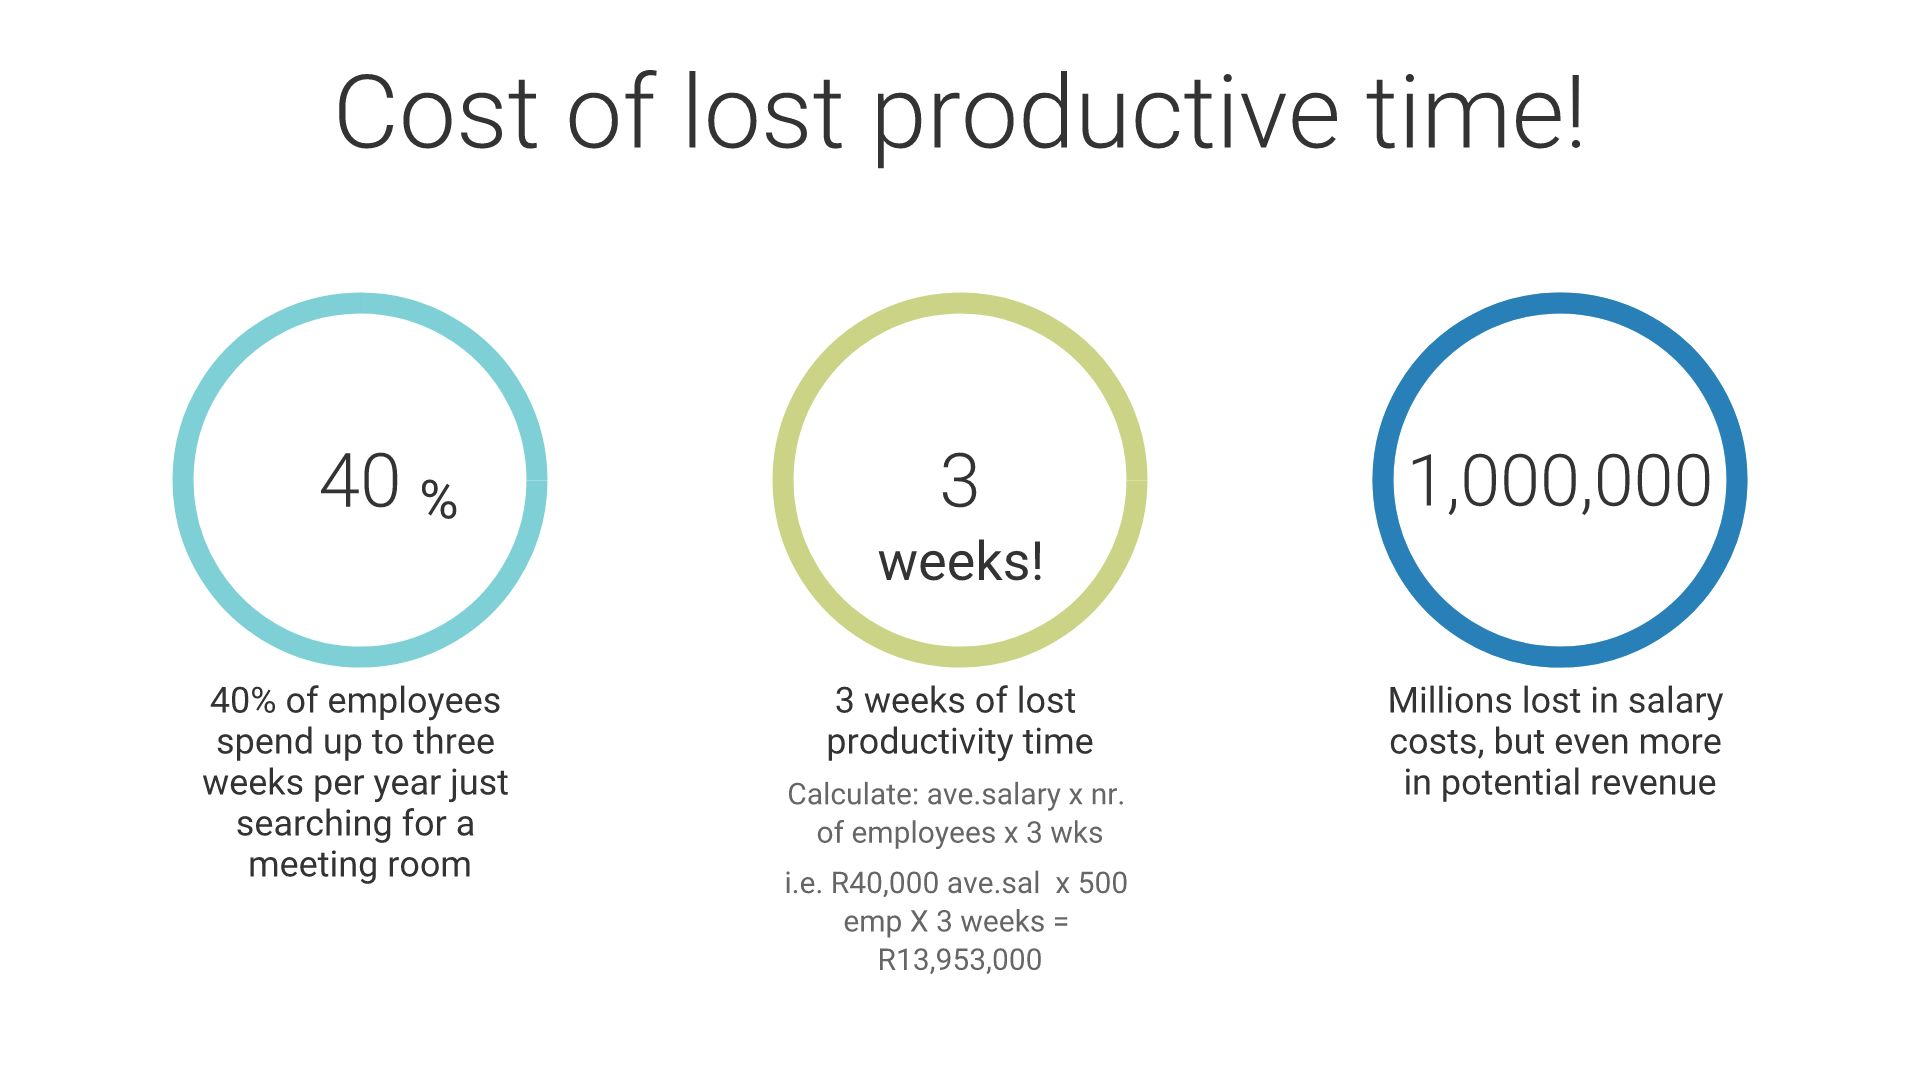 Cost of lost productive time!
40 %
40% of employees
spend up to three
weeks per year just
searching for a
meeting room
3
weeks!
3 weeks of lost
productivity time
Calculate: ave.salary x nr.
of employees x 3 wks
i.e. R40,000 ave.sal  x 500
emp X 3 weeks =
R13,953,000
1,000,000
Millions lost in salary
costs, but even more
in potential revenue